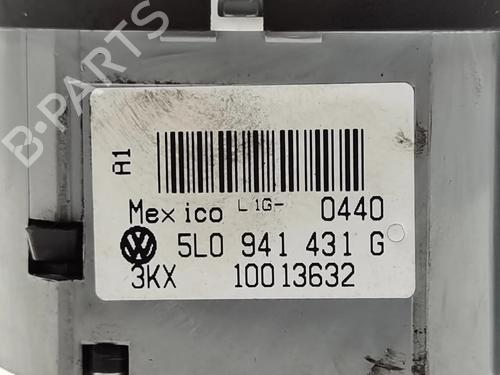 B-PARTS
A1
Mexico L 1G- 0440
5L0 941 431 G
3KX 10013632